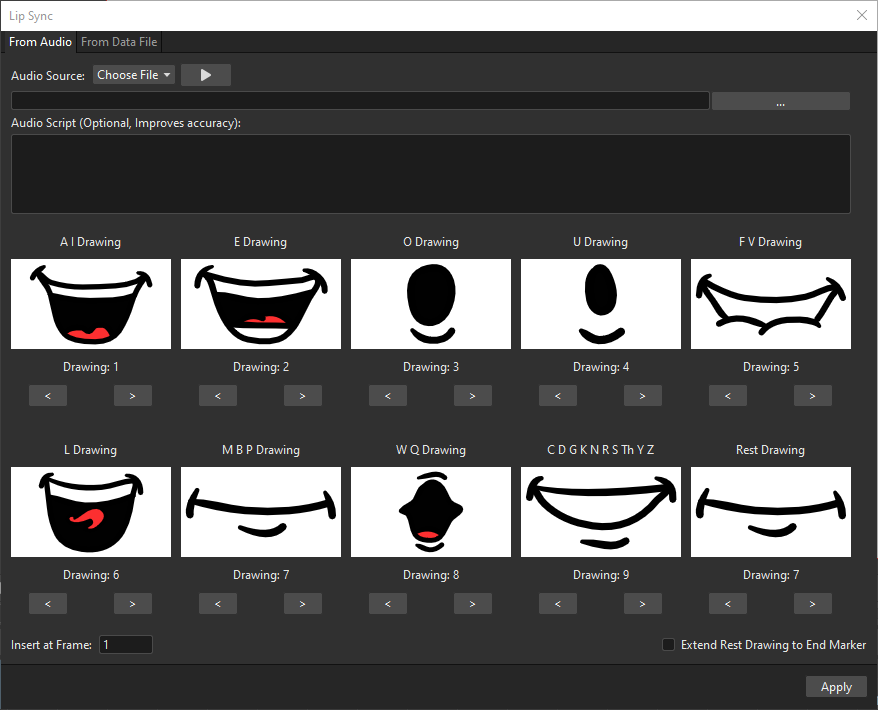 Lip Sync
From Audio From Data File
Audio Source: Choose File
...
Audio Script (Optional, Improves accuracy):
A I Drawing E Drawing O Drawing U Drawing F V Drawing
Drawing: 1 Drawing: 2 Drawing: 3 Drawing: 4 Drawing: 5
< > < > < > < > < >
L Drawing M B P Drawing W Q Drawing C D G K N R S Th Y Z Rest Drawing
Drawing: 6 Drawing: 7 Drawing: 8 Drawing: 9 Drawing: 7
< > < > < > < > < >
Insert at Frame: 1 Extend Rest Drawing to End Marker
Apply